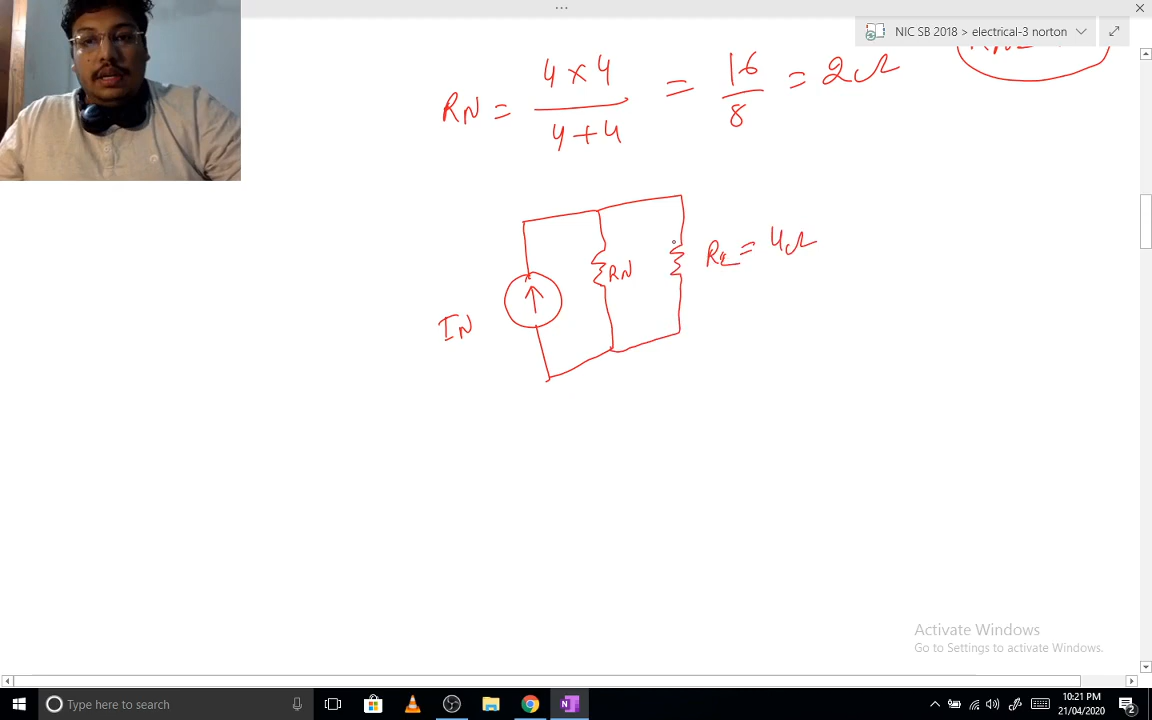 NIC SB 2018 > electrical-3 norton
RN = 4 × 4 / 4 + 4 = 16 / 8 = 2Ω
RN
RL = 4Ω
IN
Activate Windows
Go to Settings to activate Windows.
Type here to search
10:21 PM
21/04/2020
2